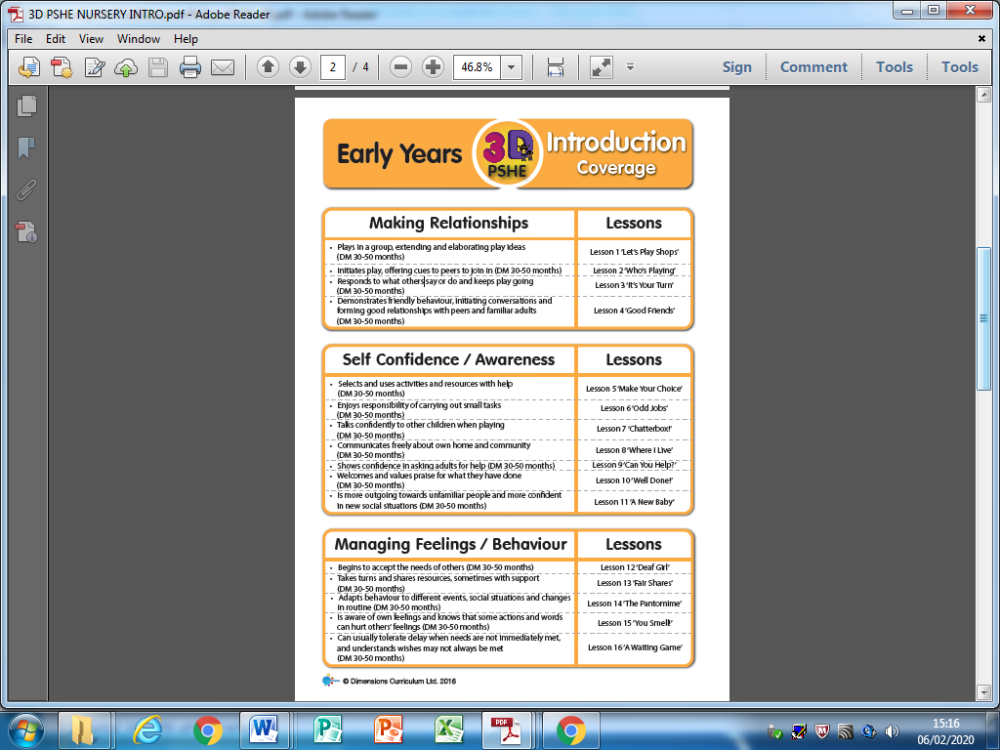 3D PSHE NURSERY INTRO.pdf - Adobe Reader
File Edit View Window Help
2 / 4 46.8% Sign Comment Tools Tools
Early Years 3D PSHE Introduction
Coverage
Making Relationships Lessons
• Plays in a group, extending and elaborating play ideas
(DM 30-50 months)
Lesson 1 'Let's Play Shops'
• Initiates play, offering cues to peers to join in (DM 30-50 months) Lesson 2 'Who's Playing'
• Responds to what others say or do and keeps play going
(DM 30-50 months)
Lesson 3 'It's Your Turn'
• Demonstrates friendly behaviour, initiating conversations and
forming good relationships with peers and familiar adults
(DM 30-50 months)
Lesson 4 'Good Friends'
Self Confidence / Awareness Lessons
• Selects and uses activities and resources with help
(DM 30-50 months)
Lesson 5 'Make Your Choice'
• Enjoys responsibility of carrying out small tasks
(DM 30-50 months)
Lesson 6 'Odd Jobs'
• Talks confidently to other children when playing
(DM 30-50 months)
Lesson 7 'Chatterbox!'
• Communicates freely about own home and community
(DM 30-50 months)
Lesson 8 'Where I Live'
• Shows confidence in asking adults for help (DM 30-50 months) Lesson 9 'Can You Help?'
• Welcomes and values praise for what they have done
(DM 30-50 months)
Lesson 10 'Well Done!'
• Is more outgoing towards unfamiliar people and more confident
in new social situations (DM 30-50 months)
Lesson 11 'A New Baby'
Managing Feelings / Behaviour Lessons
• Begins to accept the needs of others (DM 30-50 months) Lesson 12 'Deaf Girl'
• Takes turns and shares resources, sometimes with support
(DM 30-50 months)
Lesson 13 'Fair Shares'
• Adapts behaviour to different events, social situations and changes
in routine (DM 30-50 months)
Lesson 14 'The Pantomime'
• Is aware of own feelings and knows that some actions and words
can hurt others' feelings (DM 30-50 months)
Lesson 15 'You Smell!'
• Can usually tolerate delay when needs are not immediately met,
and understands wishes may not always be met
(DM 30-50 months)
Lesson 16 'A Waiting Game'
© Dimensions Curriculum Ltd. 2016
15:16
06/02/2020